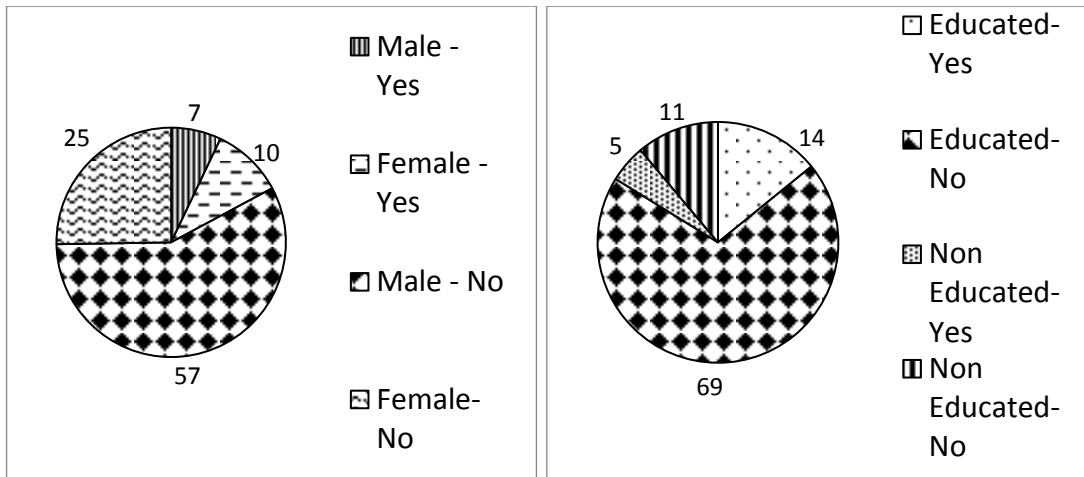 7
10
57
25
Male -
Yes
Female -
Yes
Male - No
Female-
No
14
69
5
11
Educated-
Yes
Educated-
No
Non
Educated-
Yes
Non
Educated-
No